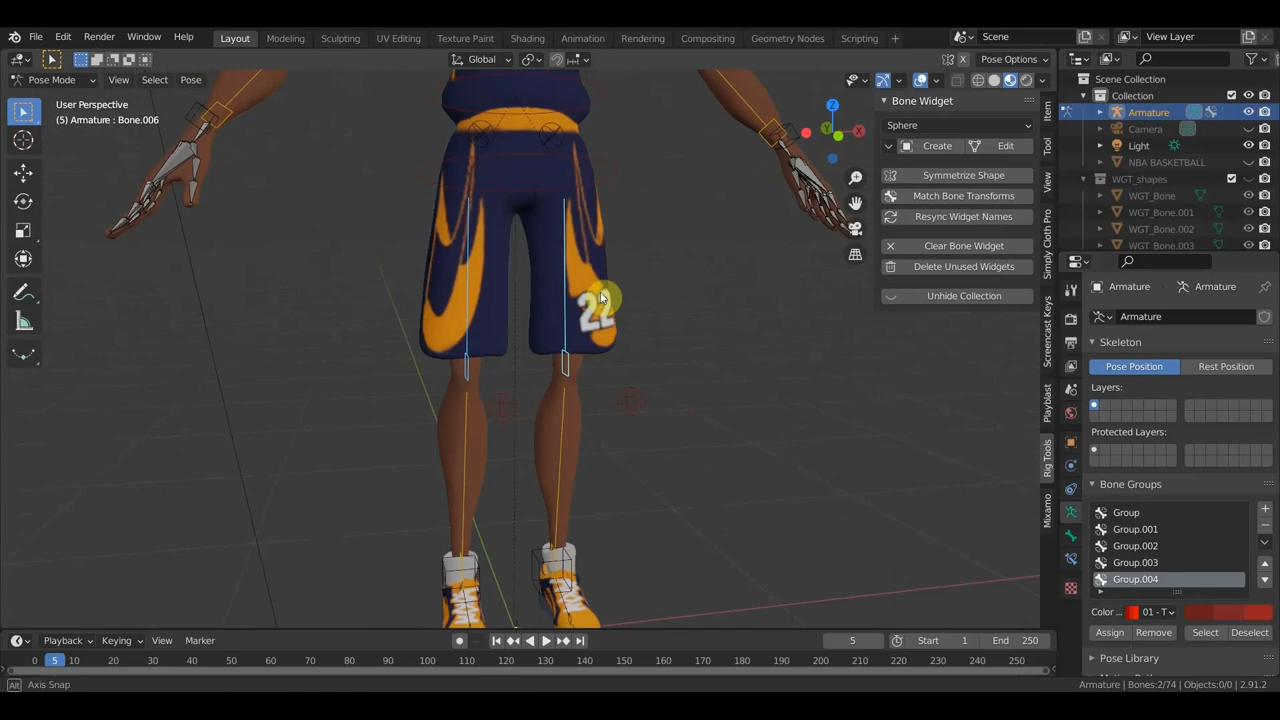 File Edit Render Window Help Layout Modeling Sculpting UV Editing Texture Paint Shading Animation Rendering Compositing Geometry Nodes Scripting + Scene View Layer
Global X Pose Options
Pose Mode View Select Pose
User Perspective
(5) Armature : Bone.006
Z
X
Y
Bone Widget
Sphere
Create Edit
Symmetrize Shape
Match Bone Transforms
Resync Widget Names
Clear Bone Widget
Delete Unused Widgets
Unhide Collection
Item
Tool
View
Simply Cloth Pro
Screencast Keys
Playblast
Rig Tools
Mixamo
Scene Collection
Collection
Armature
Camera
Light
NBA BASKETBALL
WGT_shapes
WGT_Bone
WGT_Bone.001
WGT_Bone.002
WGT_Bone.003
Armature Armature
Armature
Skeleton
Pose Position Rest Position
Layers:
Protected Layers:
Bone Groups
Group
Group.001
Group.002
Group.003
Group.004
Color ... 01 - T
Assign Remove Select Deselect
Pose Library
22
Playback Keying View Marker 5 Start 1 End 250
0 5 10 20 30 40 50 60 70 80 90 100 110 120 130 140 150 160 170 180 190 200 210 220 230 240 250
Alt Axis Snap Armature | Bones:2/74 | Objects:0/0 | 2.91.2